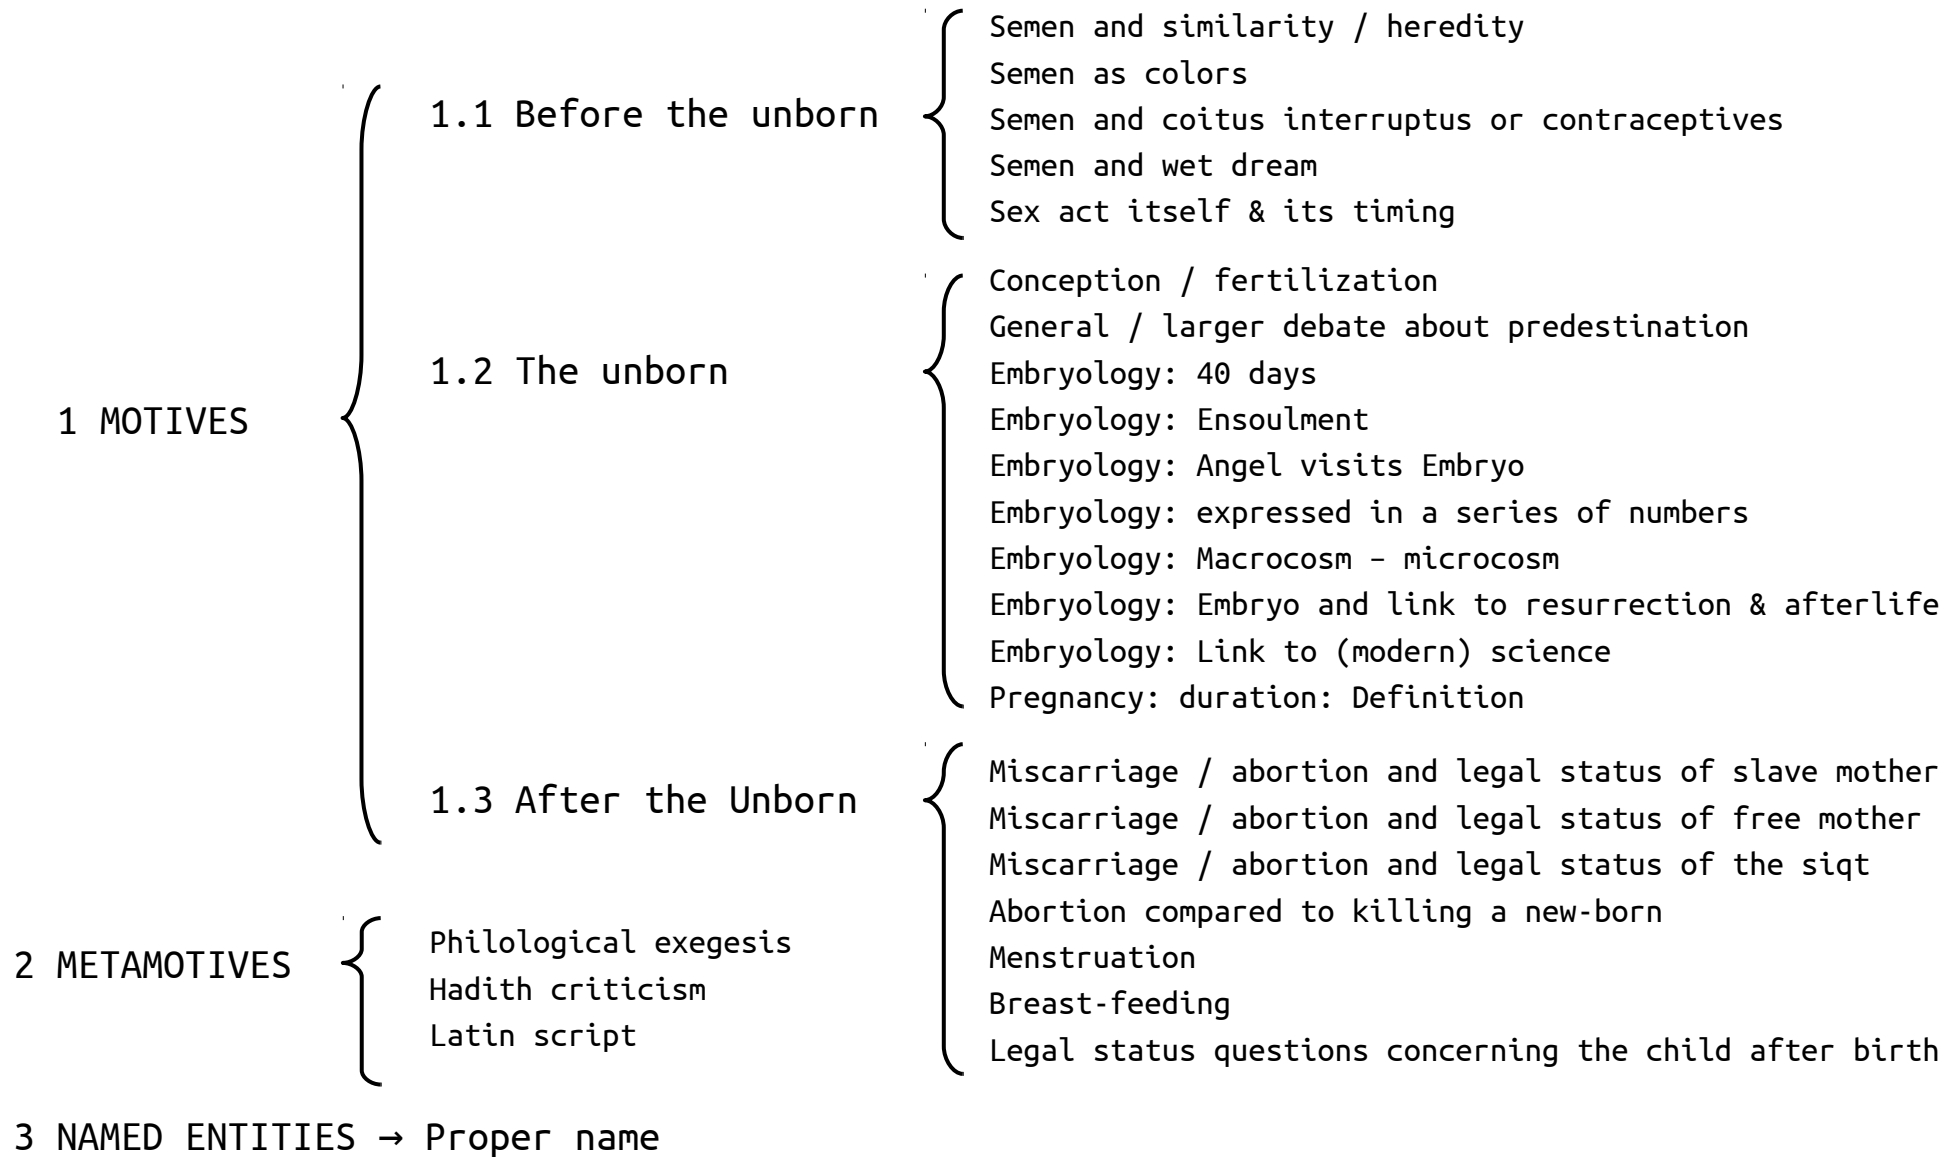 1 MOTIVES
1.1 Before the unborn
Semen and similarity / heredity
Semen as colors
Semen and coitus interruptus or contraceptives
Semen and wet dream
Sex act itself & its timing
1.2 The unborn
Conception / fertilization
General / larger debate about predestination
Embryology: 40 days
Embryology: Ensoulment
Embryology: Angel visits Embryo
Embryology: expressed in a series of numbers
Embryology: Macrocosm – microcosm
Embryology: Embryo and link to resurrection & afterlife
Embryology: Link to (modern) science
Pregnancy: duration: Definition
1.3 After the Unborn
Miscarriage / abortion and legal status of slave mother
Miscarriage / abortion and legal status of free mother
Miscarriage / abortion and legal status of the siqt
Abortion compared to killing a new-born
Menstruation
Breast-feeding
Legal status questions concerning the child after birth
2 METAMOTIVES
Philological exegesis
Hadith criticism
Latin script
3 NAMED ENTITIES → Proper name